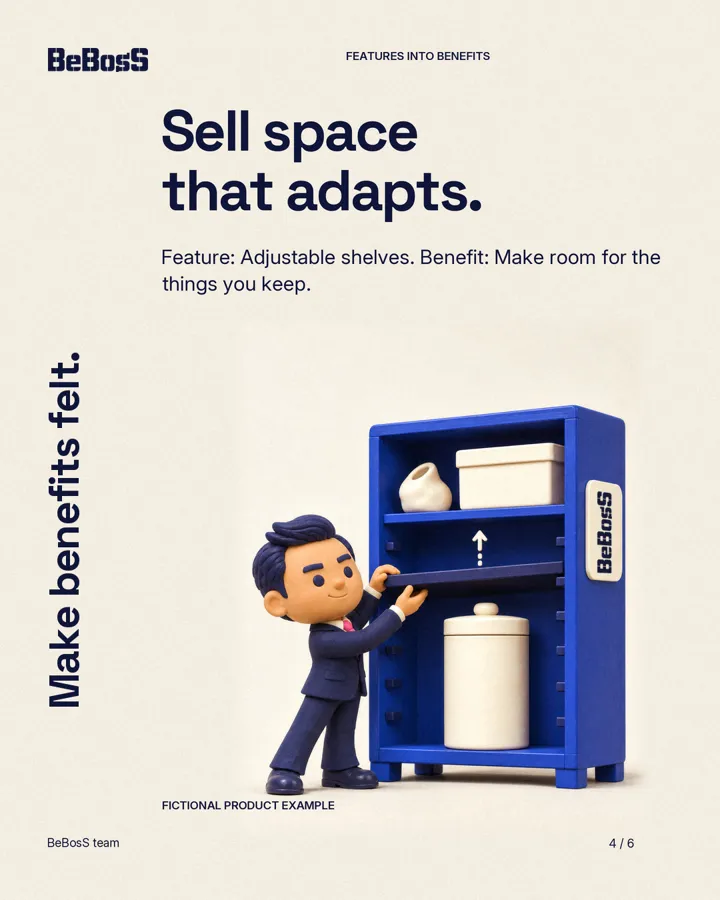 BeBosS
FEATURES INTO BENEFITS
Sell space
that adapts.
Feature: Adjustable shelves. Benefit: Make room for the
things you keep.
Make benefits felt.
BeBosS
FICTIONAL PRODUCT EXAMPLE
BeBosS team
4 / 6